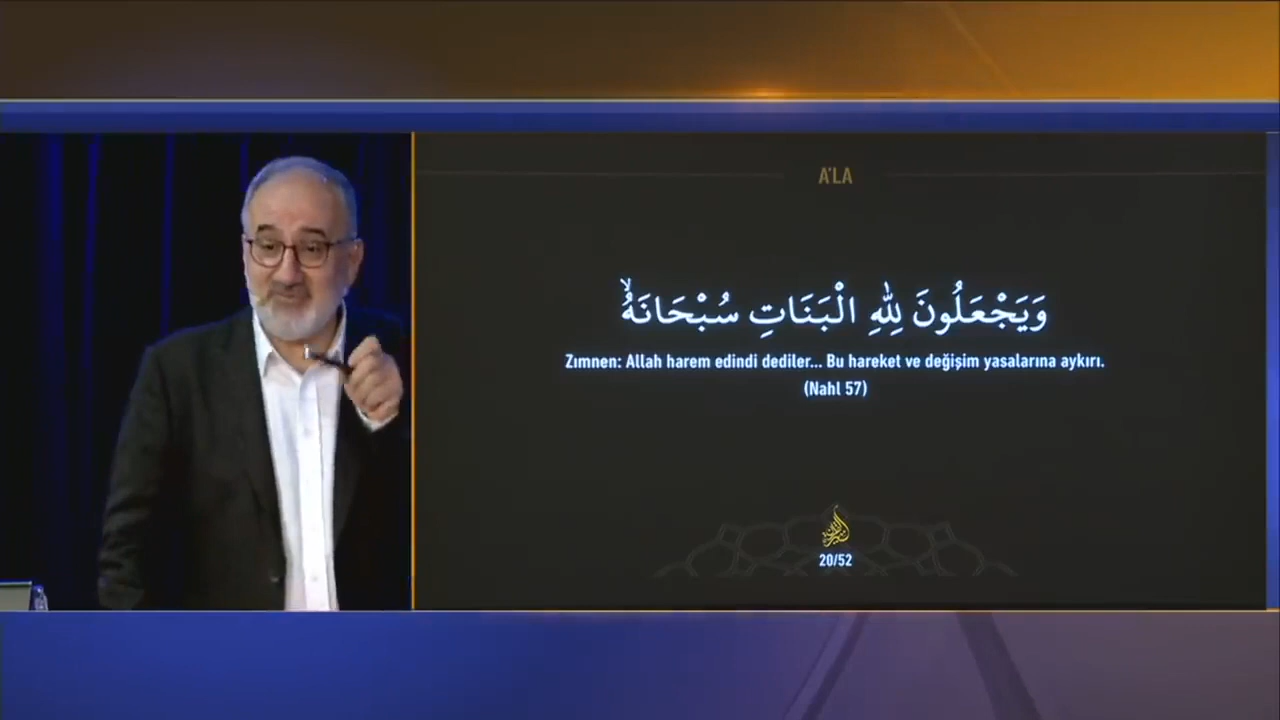 A'LA
وَيَجْعَلُونَ لِلّٰهِ الْبَنَاتِ سُبْحَانَهُۙ
Zımnen: Allah harem edindi dediler... Bu hareket ve değişim yasalarına aykırı.
(Nahl 57)
20/52